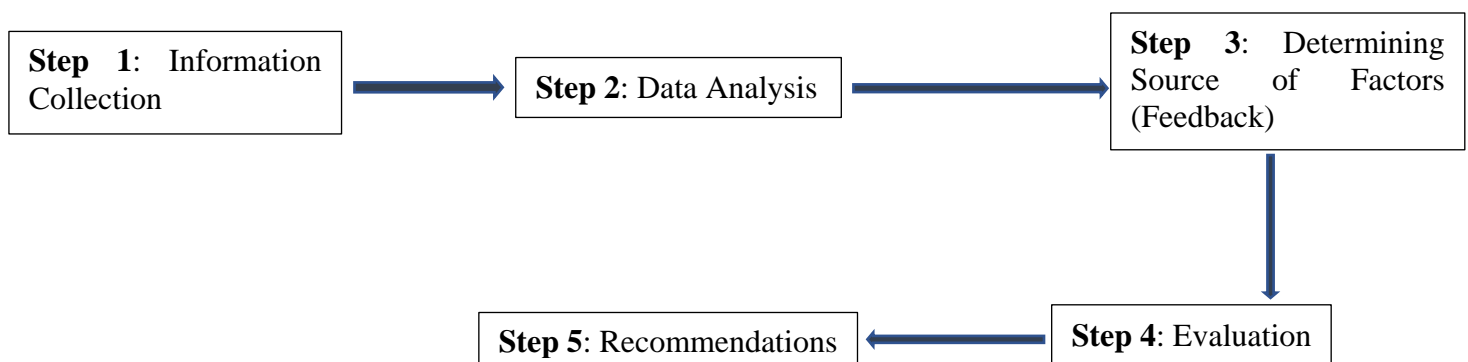 Step 1: Information
Collection
Step 2: Data Analysis
Step 3: Determining
Source of Factors
(Feedback)
Step 4: Evaluation
Step 5: Recommendations